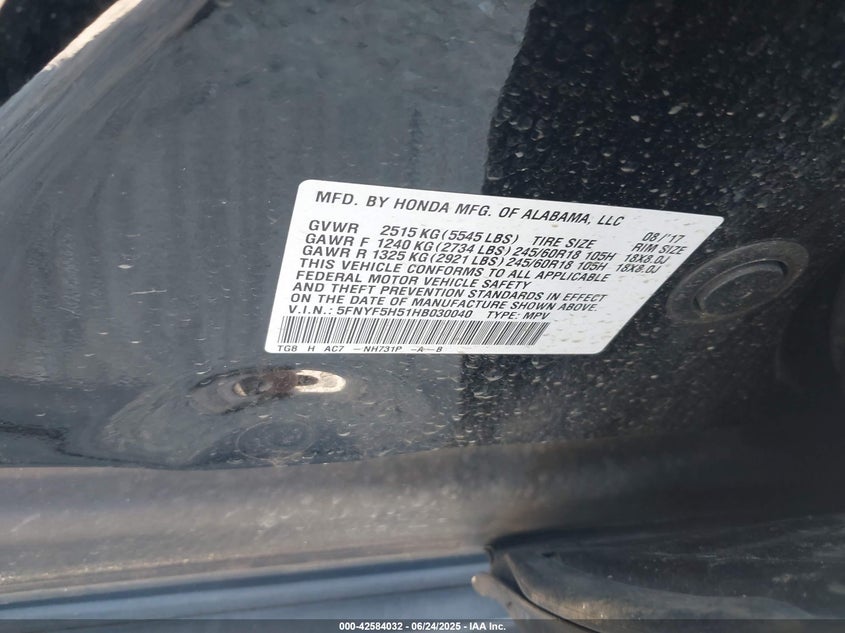 MFD. BY HONDA MFG. OF ALABAMA, LLC 08/'17
GVWR 2515 KG (5545 LBS) TIRE SIZE RIM SIZE
GAWR F 1240 KG (2734 LBS) 245/60R18 105H 18X8.0J
GAWR R 1325 KG (2921 LBS) 245/60R18 105H 18X8.0J
THIS VEHICLE CONFORMS TO ALL APPLICABLE
FEDERAL MOTOR VEHICLE SAFETY
AND THEFT PREVENTION STANDARDS IN EFFECT
ON THE DATE OF MANUFACTURE SHOWN ABOVE.
V.I.N.: 5FNYF5H51HB030040 TYPE: MPV
TG8 H AC7 -NH731P -A-B
000-42584032 - 06/24/2025 - IAA Inc.